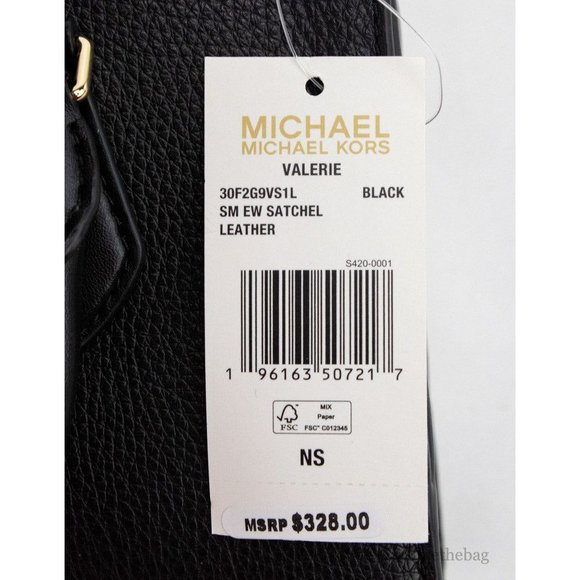 MICHAEL
MICHAEL KORS
VALERIE
30F2G9VS1L BLACK
SM EW SATCHEL
LEATHER
S420-0001
1 96163 50721 7
FSC
MIX
Paper
FSC™ C012345
NS
MSRP $328.00